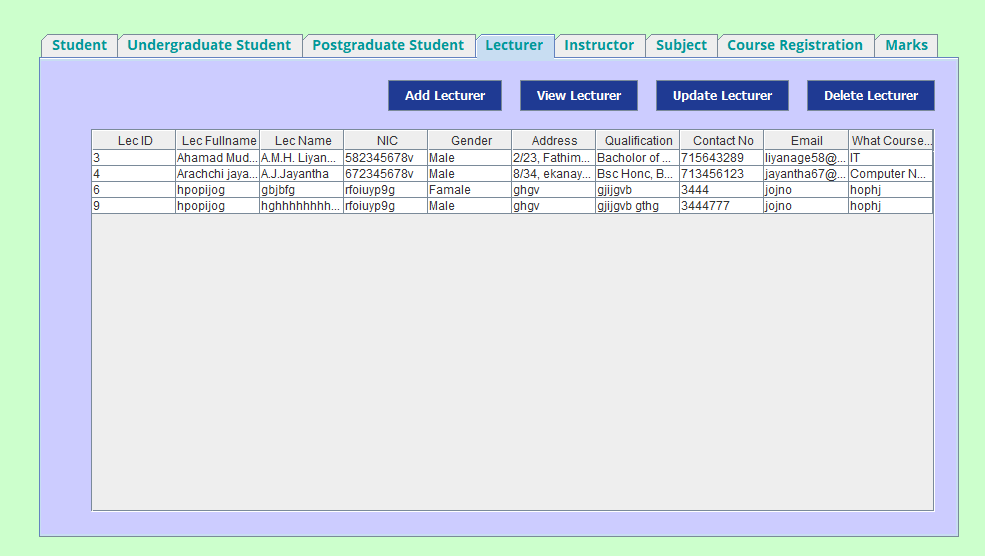 Student Undergraduate Student Postgraduate Student Lecturer Instructor Subject Course Registration Marks
Add Lecturer View Lecturer Update Lecturer Delete Lecturer
Lec ID Lec Fullname Lec Name NIC Gender Address Qualification Contact No Email What Course...
3 Ahamad Mud... A.M.H. Liyan... 582345678v Male 2/23, Fathim... Bacholor of ... 715643289 liyanage58@... IT
4 Arachchi jaya... A.J.Jayantha 672345678v Male 8/34, ekanay... Bsc Honc, B... 713456123 jayantha67@... Computer N...
6 hpopijog gbjbfg rfoiuyp9g Famale ghgv gjijgvb 3444 jojno hophj
9 hpopijog hghhhhhhhh... rfoiuyp9g Male ghgv gjijgvb gthg 3444777 jojno hophj